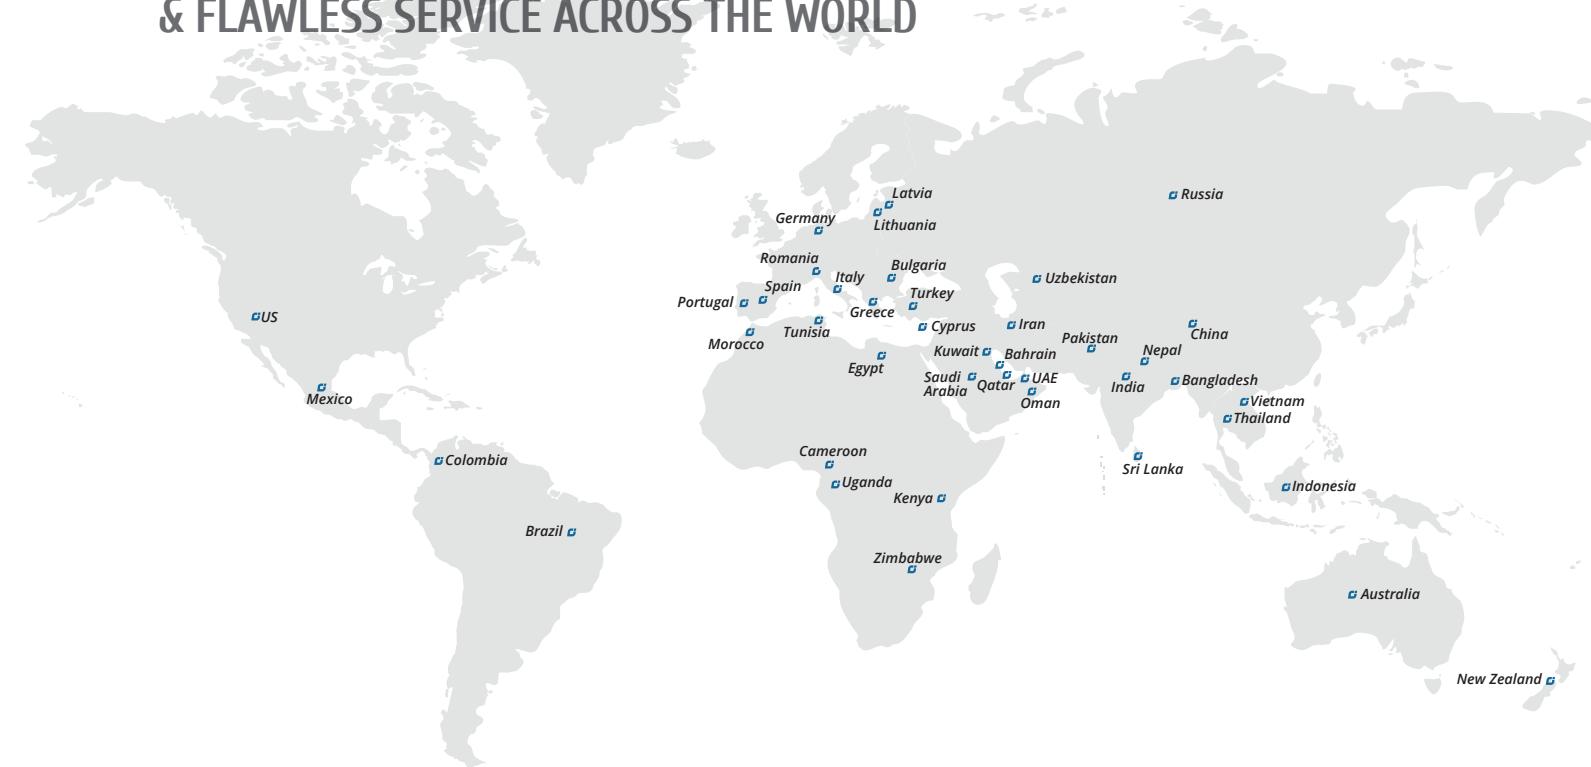 & FLAWLESS SERVICE ACROSS THE WORLD
Latvia
Russia
Germany
Lithuania
Romania
Bulgaria
Italy
Uzbekistan
Spain
Turkey
Portugal
Greece
US
Cyprus
Iran
Tunisia
China
Morocco
Pakistan
Kuwait
Bahrain
Nepal
Egypt
Saudi
Arabia
Qatar
UAE
India
Bangladesh
Mexico
Oman
Vietnam
Thailand
Cameroon
Colombia
Sri Lanka
Uganda
Indonesia
Kenya
Brazil
Zimbabwe
Australia
New Zealand